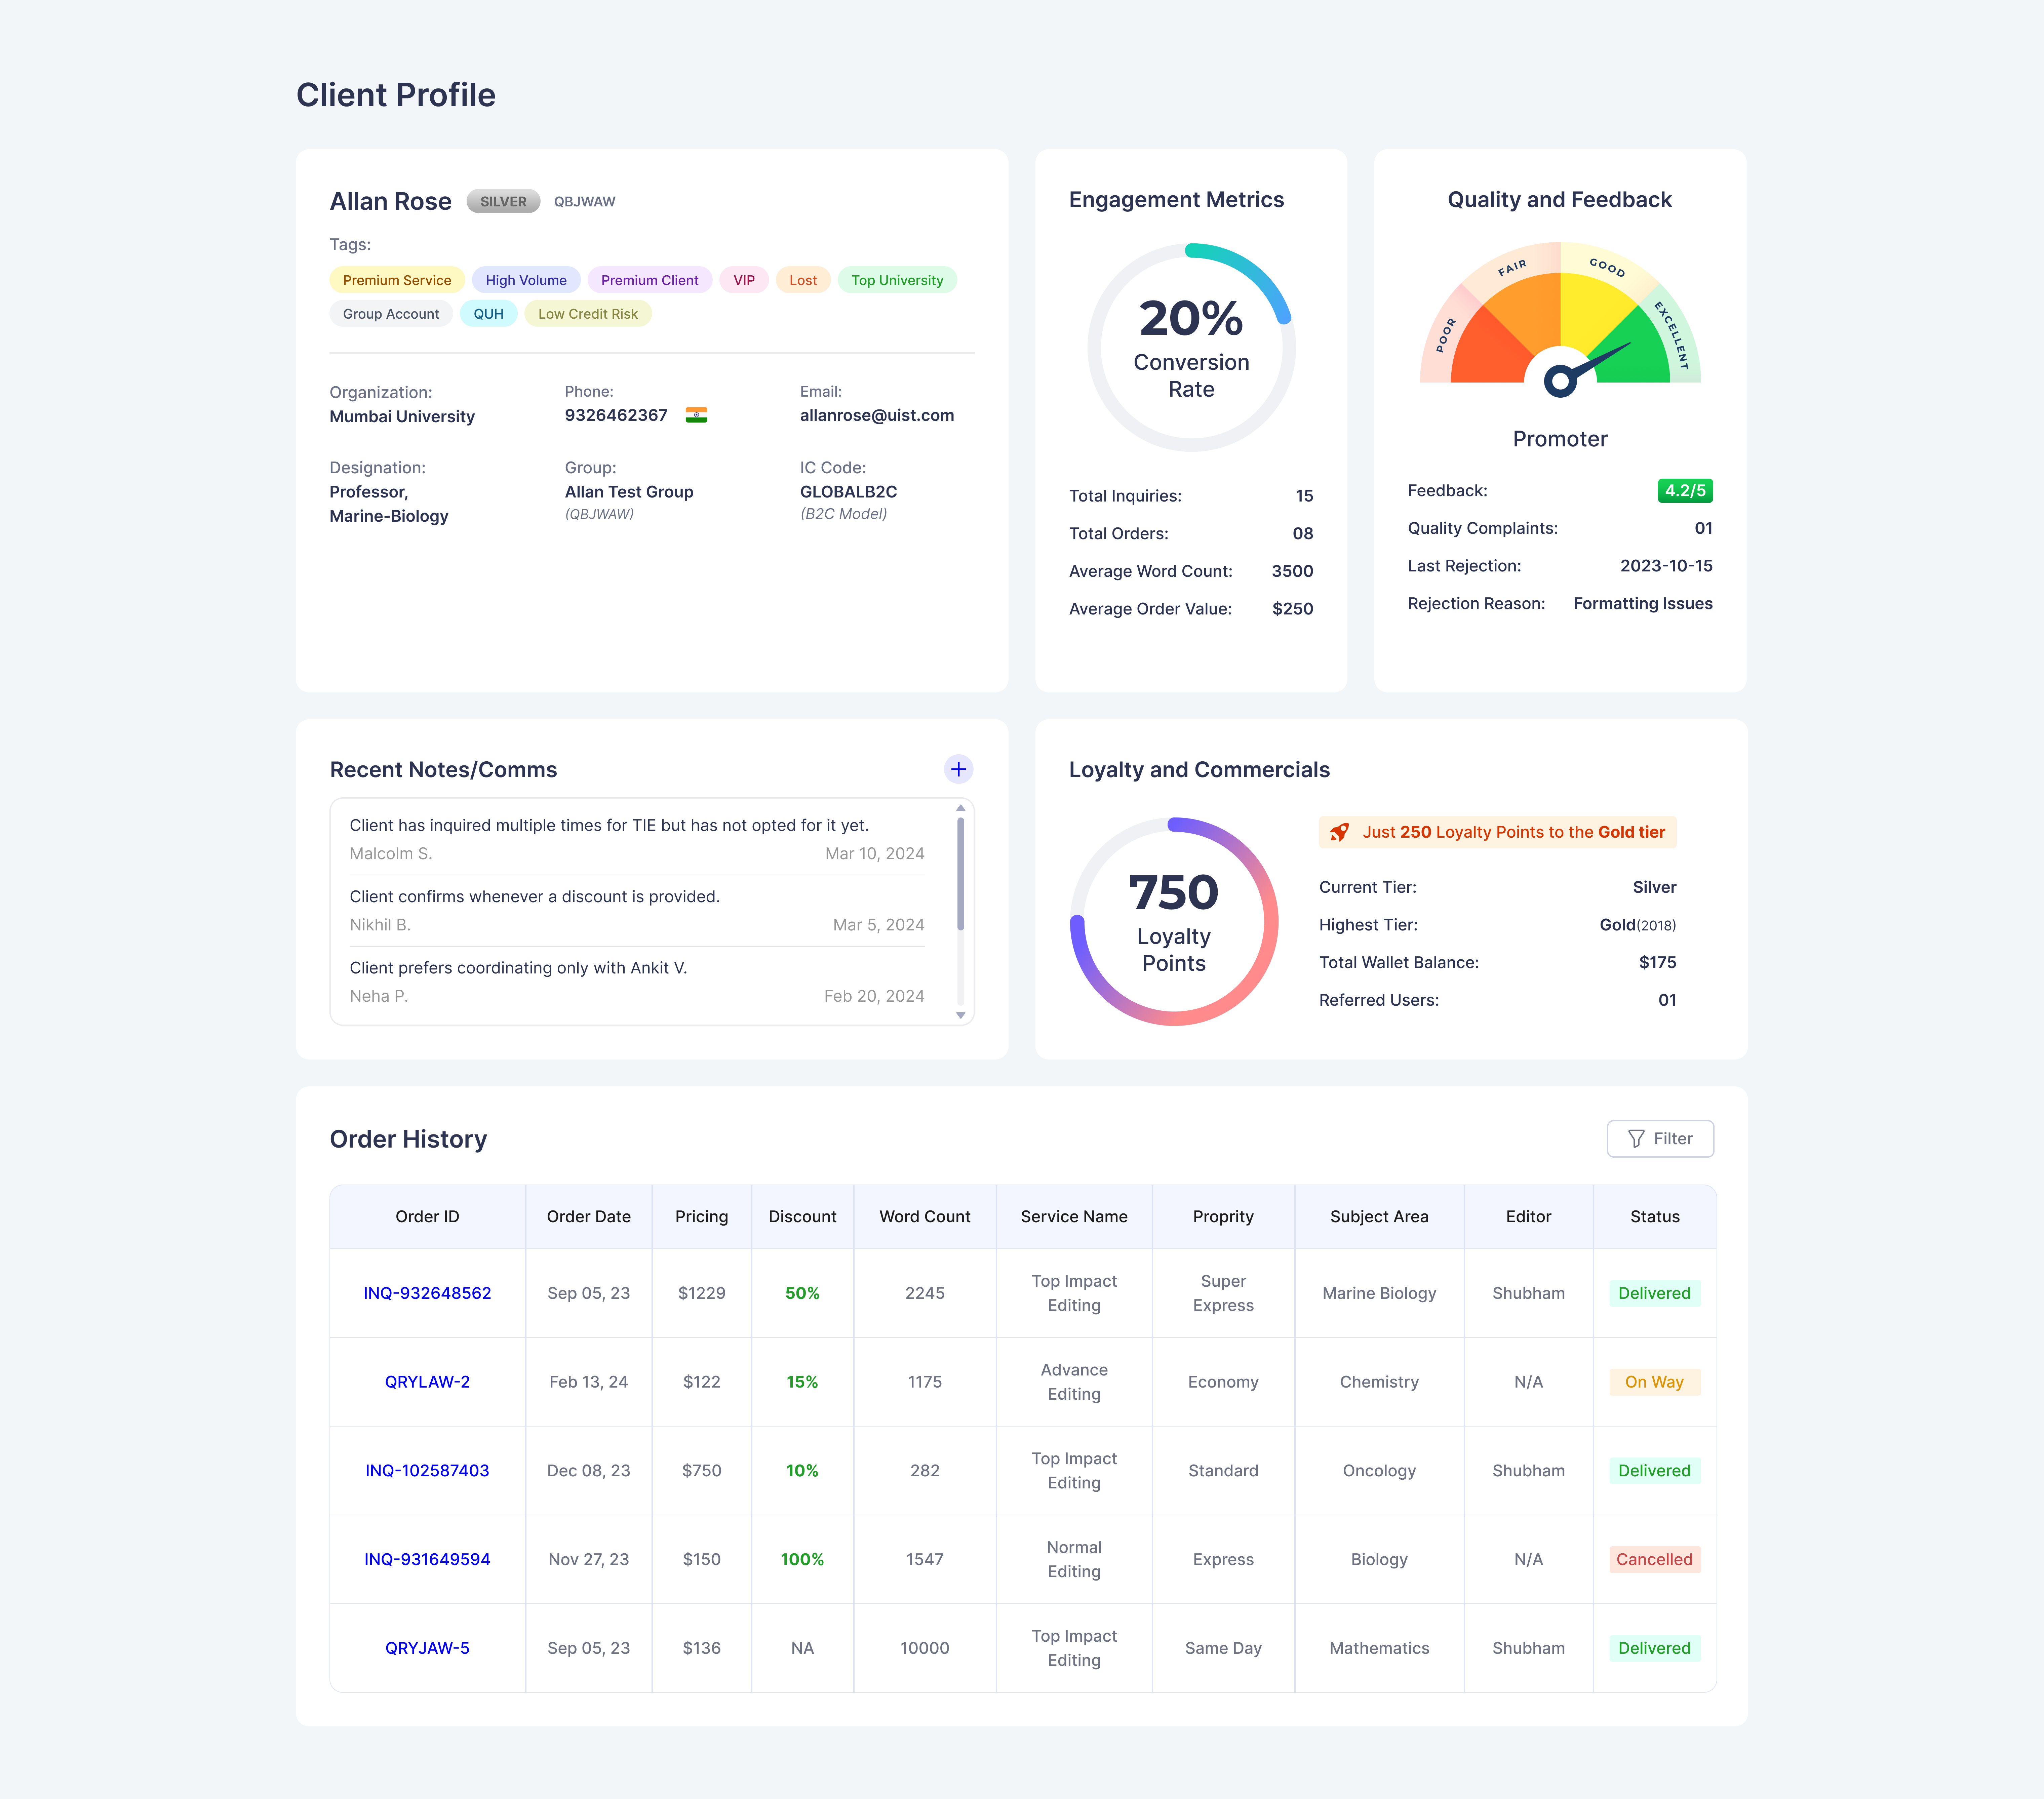 Client Profile
Allan Rose SILVER QBJWAW
Tags:
Premium Service High Volume Premium Client VIP Lost Top University
Group Account QUH Low Credit Risk
Organization:
Mumbai University
Phone:
9326462367
Email:
allanrose@uist.com
Designation:
Professor,
Marine-Biology
Group:
Allan Test Group
(QBJWAW)
IC Code:
GLOBALB2C
(B2C Model)
Engagement Metrics
20%
Conversion
Rate
Total Inquiries: 15
Total Orders: 08
Average Word Count: 3500
Average Order Value: $250
Quality and Feedback
POOR
FAIR
GOOD
EXCELLENT
Promoter
Feedback: 4.2/5
Quality Complaints: 01
Last Rejection: 2023-10-15
Rejection Reason: Formatting Issues
Recent Notes/Comms
Client has inquired multiple times for TIE but has not opted for it yet.
Malcolm S. Mar 10, 2024
Client confirms whenever a discount is provided.
Nikhil B. Mar 5, 2024
Client prefers coordinating only with Ankit V.
Neha P. Feb 20, 2024
Loyalty and Commercials
750
Loyalty
Points
Just 250 Loyalty Points to the Gold tier
Current Tier: Silver
Highest Tier: Gold(2018)
Total Wallet Balance: $175
Referred Users: 01
Order History
Filter
Order ID Order Date Pricing Discount Word Count Service Name Proprity Subject Area Editor Status
INQ-932648562 Sep 05, 23 $1229 50% 2245 Top Impact Editing Super Express Marine Biology Shubham Delivered
QRYLAW-2 Feb 13, 24 $122 15% 1175 Advance Editing Economy Chemistry N/A On Way
INQ-102587403 Dec 08, 23 $750 10% 282 Top Impact Editing Standard Oncology Shubham Delivered
INQ-931649594 Nov 27, 23 $150 100% 1547 Normal Editing Express Biology N/A Cancelled
QRYJAW-5 Sep 05, 23 $136 NA 10000 Top Impact Editing Same Day Mathematics Shubham Delivered